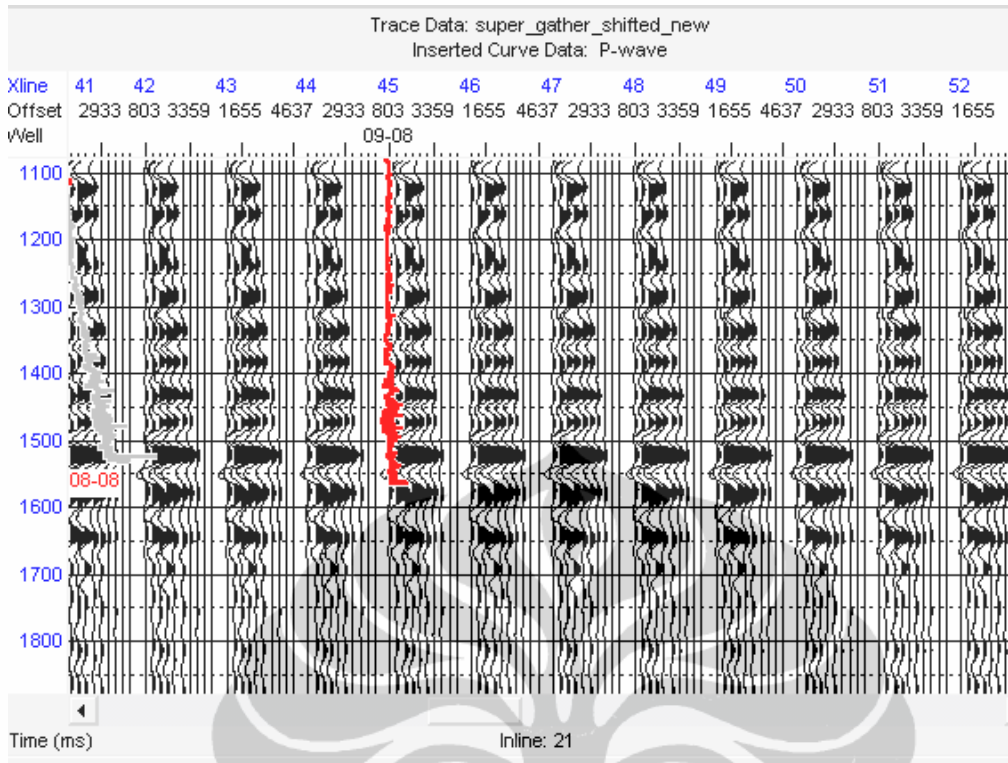 Trace Data: super_gather_shifted_new
Inserted Curve Data: P-wave
Xline 41 42 43 44 45 46 47 48 49 50 51 52
Offset 2933 803 3359 1655 4637 2933 803 3359 1655 4637 2933 803 3359 1655 4637 2933 803 3359 1655
Well 09-08
1100
1200
1300
1400
1500
08-08
1600
1700
1800
Time (ms) Inline: 21